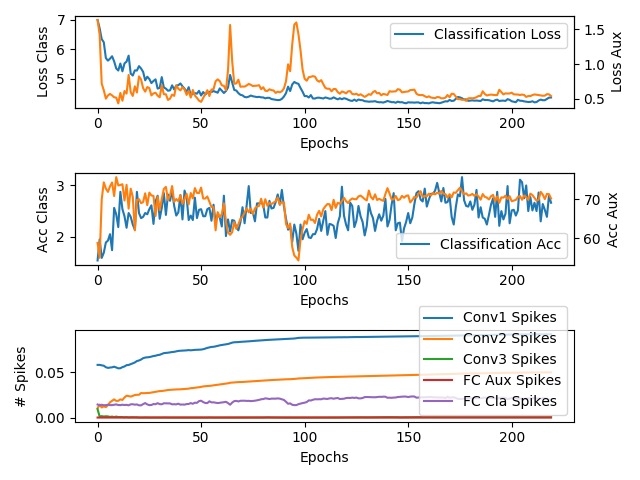 7
6
5
Loss Class
Classification Loss
1.5
1.0
0.5
Loss Aux
0 50 100 150 200
Epochs
3
2
Acc Class
Classification Acc
70
60
Acc Aux
0 50 100 150 200
Epochs
0.05
0.00
# Spikes
Conv1 Spikes
Conv2 Spikes
Conv3 Spikes
FC Aux Spikes
FC Cla Spikes
0 50 100 150 200
Epochs